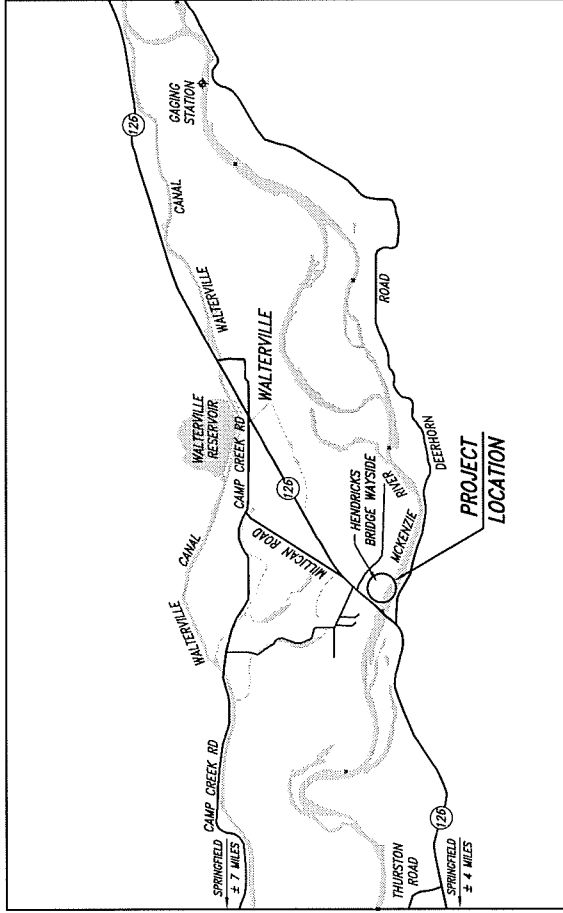 126
GAGING
STATION
CANAL
WALTERVILLE
WALTERVILLE
RESERVOIR
CAMP CREEK RD
WALTERVILLE
CANAL
WALTERVILLE
126
MILLICAN ROAD
HENDRICKS
BRIDGE WAYSIDE
MCKENZIE
RIVER
ROAD
DEERHORN
PROJECT
LOCATION
CAMP CREEK RD
SPRINGFIELD
± 7 MILES
THURSTON
ROAD
126
SPRINGFIELD
± 4 MILES